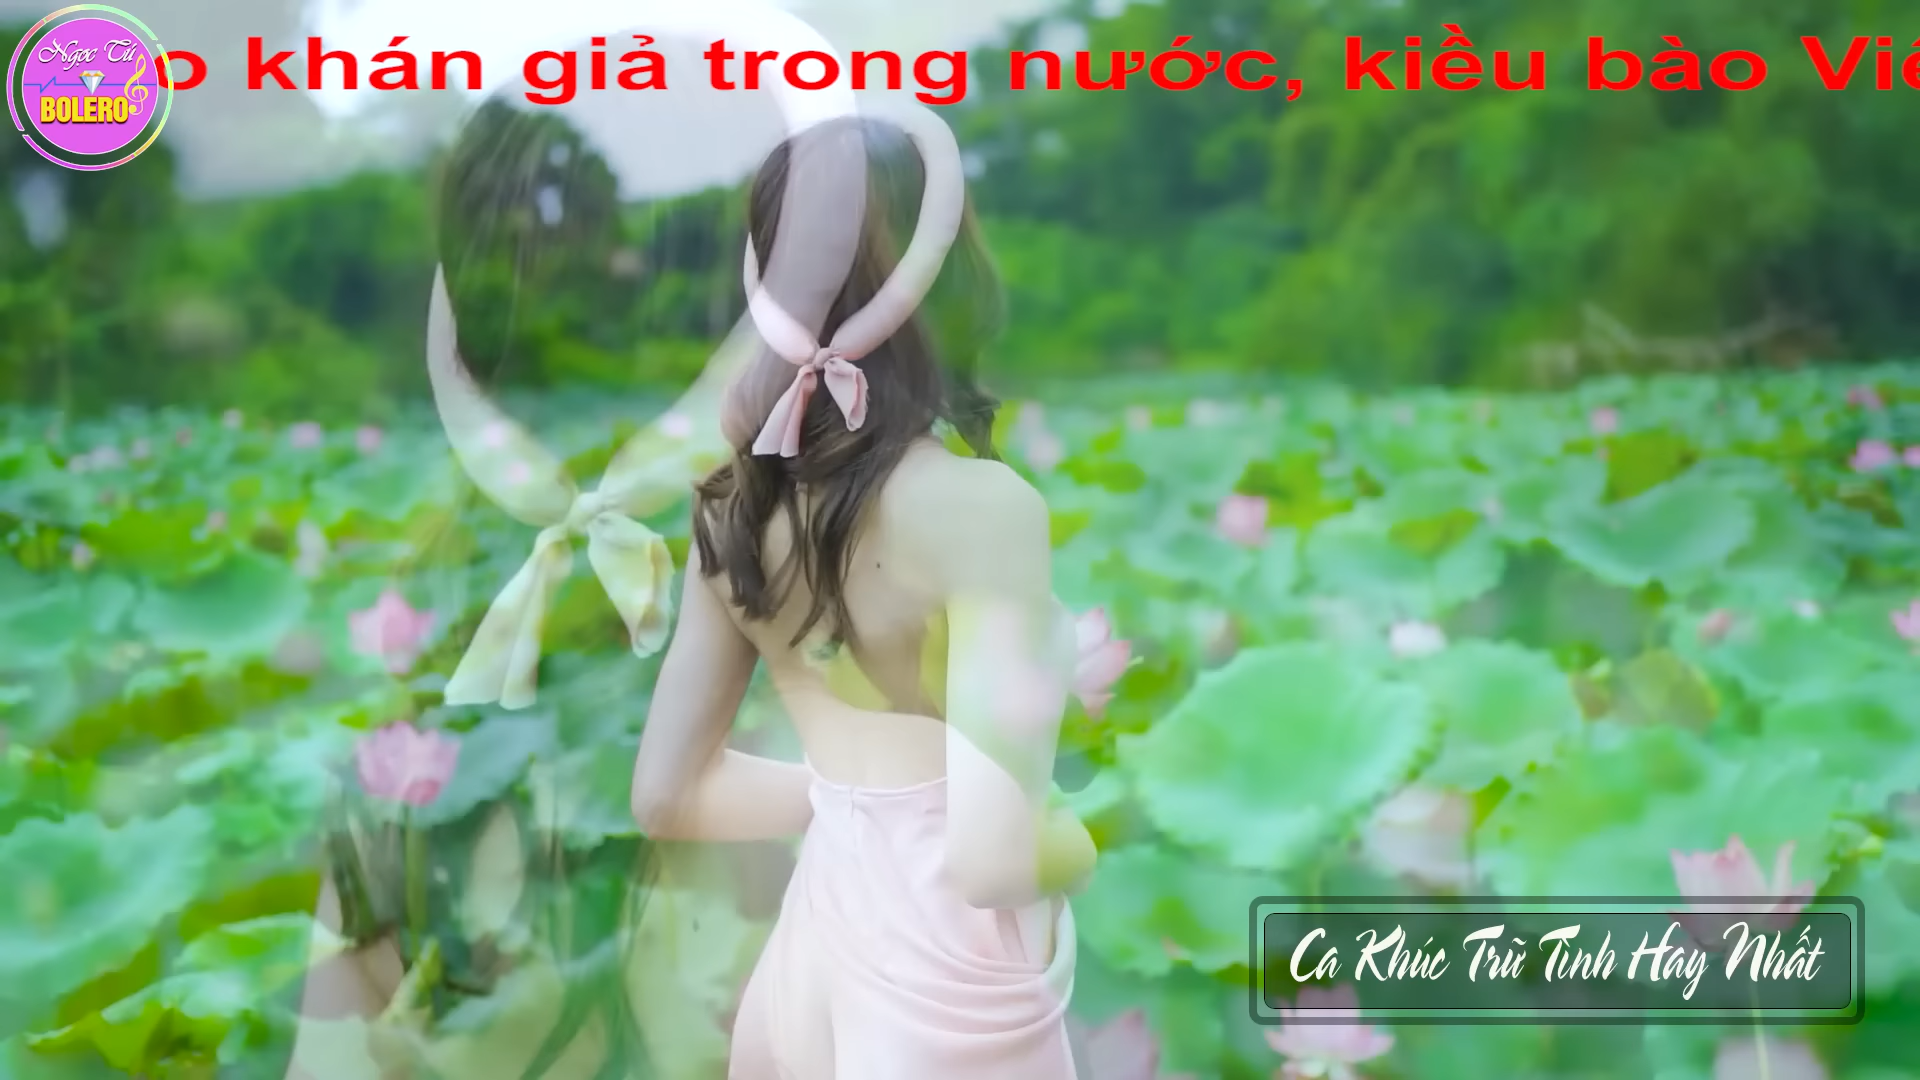 Ngọc Tú
BOLERO
o khán giả trong nước, kiều bào Việ
Ca Khúc Trữ Tình Hay Nhất